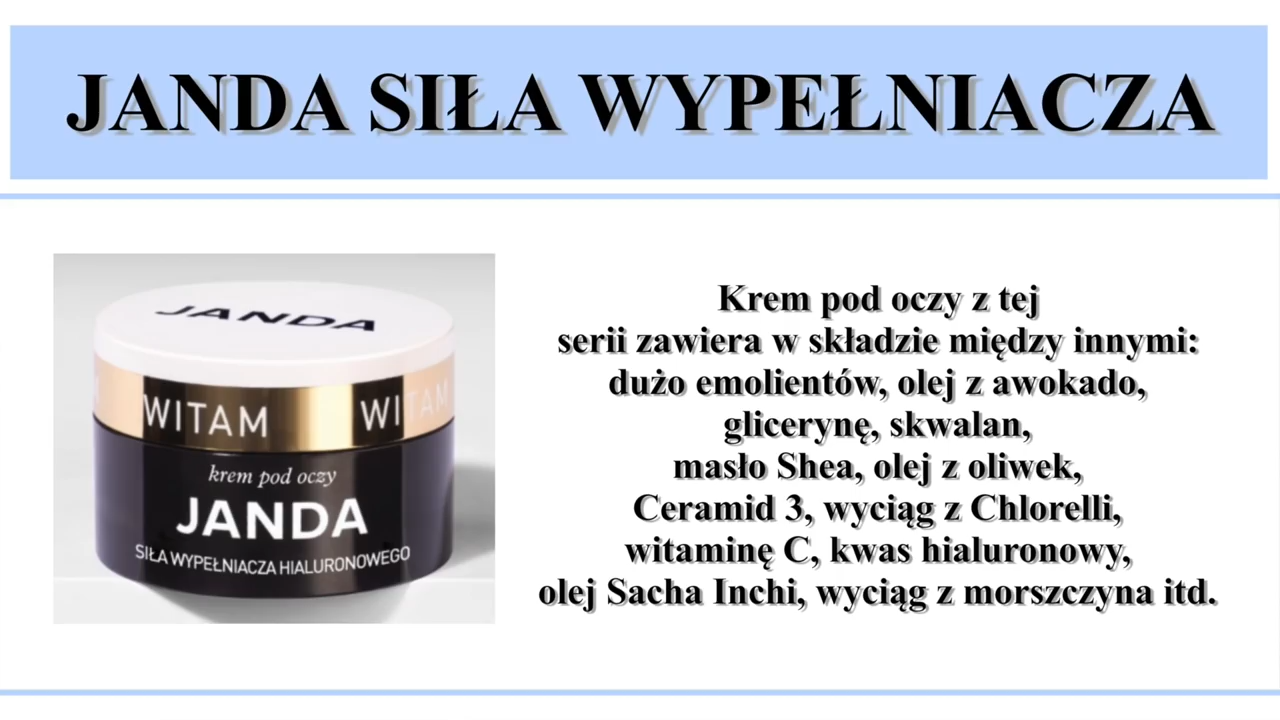 JANDA SIŁA WYPEŁNIACZA
JANDA
WITAM
WITAM
krem pod oczy
JANDA
SIŁA WYPEŁNIACZA HIALURONOWEGO
Krem pod oczy z tej
serii zawiera w składzie między innymi:
dużo emolientów, olej z awokado,
glicerynę, skwalan,
masło Shea, olej z oliwek,
Ceramid 3, wyciąg z Chlorelli,
witaminę C, kwas hialuronowy,
olej Sacha Inchi, wyciąg z morszczyna itd.